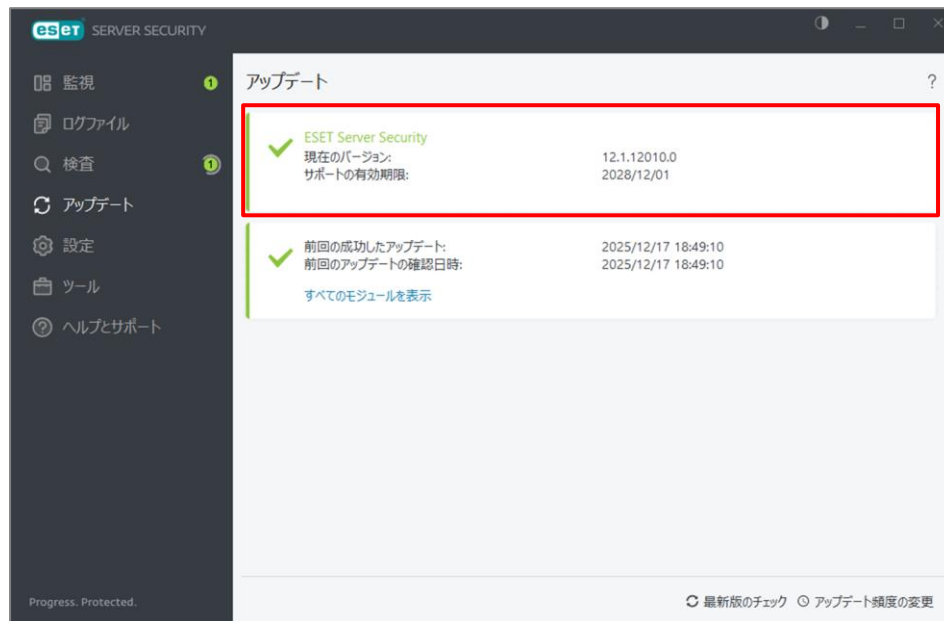 eset SERVER SECURITY
監視 1
ログファイル
検査 1
アップデート
設定
ツール
ヘルプとサポート
Progress. Protected.
アップデート ?
ESET Server Security
現在のバージョン: 12.1.12010.0
サポートの有効期限: 2028/12/01
前回の成功したアップデート: 2025/12/17 18:49:10
前回のアップデートの確認日時: 2025/12/17 18:49:10
すべてのモジュールを表示
最新版のチェック アップデート頻度の変更